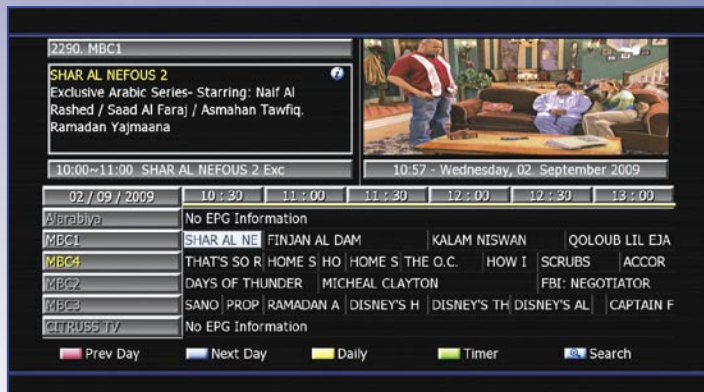 2290. MBC1
SHAR AL NEFOUS 2
Exclusive Arabic Series- Starring: Naif Al
Rashed / Saad Al Faraj / Asmahan Tawfiq.
Ramadan Yajmaana
10:00~11:00 SHAR AL NEFOUS 2 Exc
10:57 - Wednesday, 02. September 2009
02 / 09 / 2009 10 : 30 11 : 00 11 : 30 12 : 00 12 : 30 13 : 00
Alarabiya No EPG Information
MBC1 SHAR AL NE FINJAN AL DAM KALAM NISWAN QOLOUB LIL EJA
MBC4 THAT'S SO R HOME S HO HOME S THE O.C. HOW I SCRUBS ACCOR
MBC2 DAYS OF THUNDER MICHEAL CLAYTON FBI: NEGOTIATOR
MBC3 SANO PROP RAMADAN A DISNEY'S H DISNEY'S TH DISNEY'S AL CAPTAIN F
CITRUSS TV No EPG Information
Prev Day Next Day Daily Timer Search